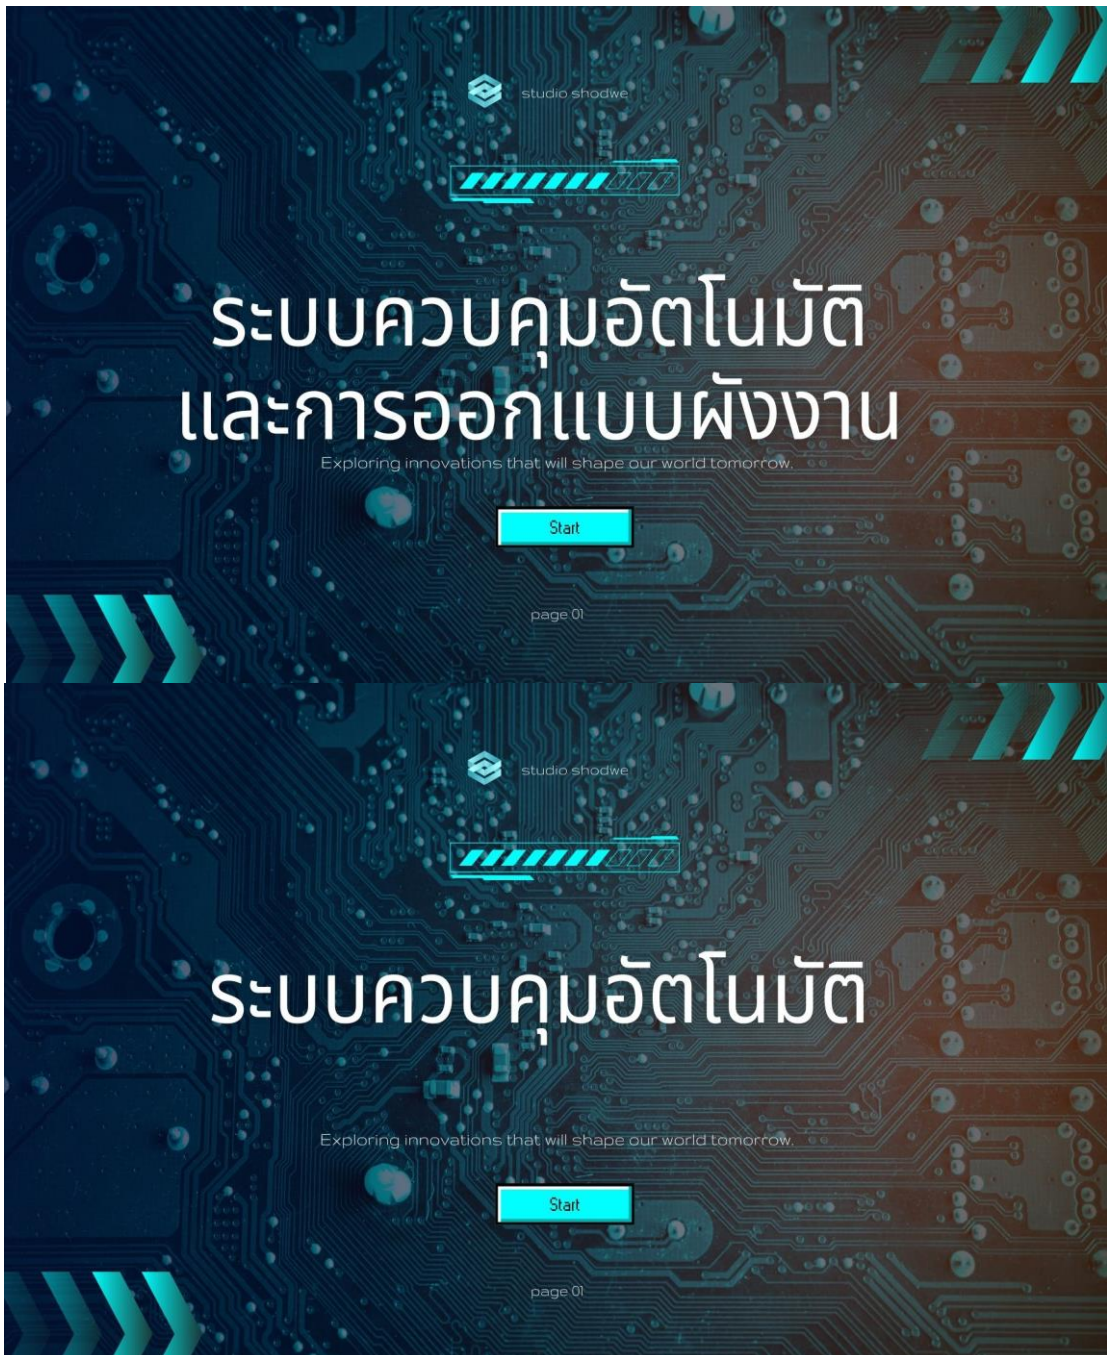 studio shodwe
ระบบควบคุมอัตโนมัติ
และการออกแบบผังงาน
Exploring innovations that will shape our world tomorrow.
Start
page 01
studio shodwe
ระบบควบคุมอัตโนมัติ
Exploring innovations that will shape our world tomorrow.
Start
page 01